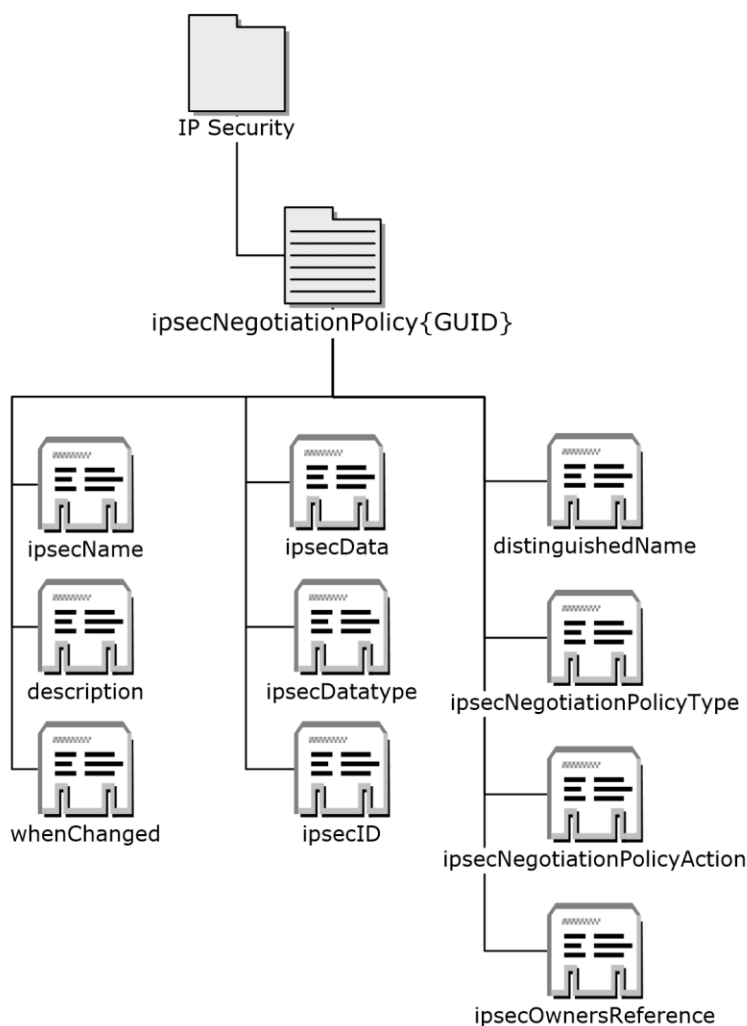 IP Security
ipsecNegotiationPolicy{GUID}
ipsecName
description
whenChanged
ipsecData
ipsecDatatype
ipsecID
distinguishedName
ipsecNegotiationPolicyType
ipsecNegotiationPolicyAction
ipsecOwnersReference